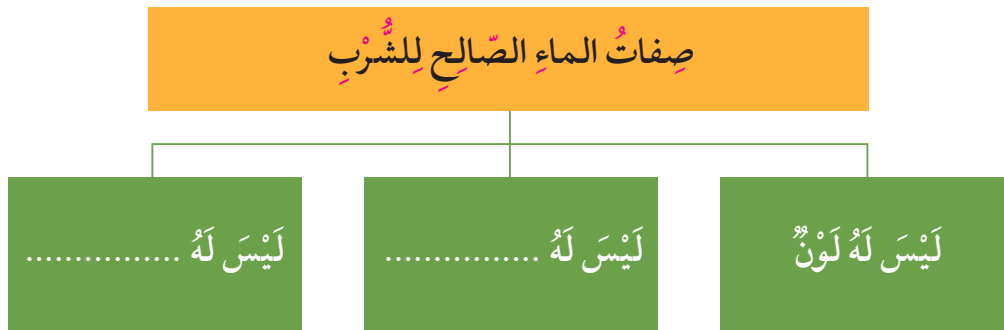 صِفاتُ الماءِ الصّالِحِ لِلشُّرْبِ
لَيْسَ لَهُ لَوْنٌ
لَيْسَ لَهُ ................
لَيْسَ لَهُ ................